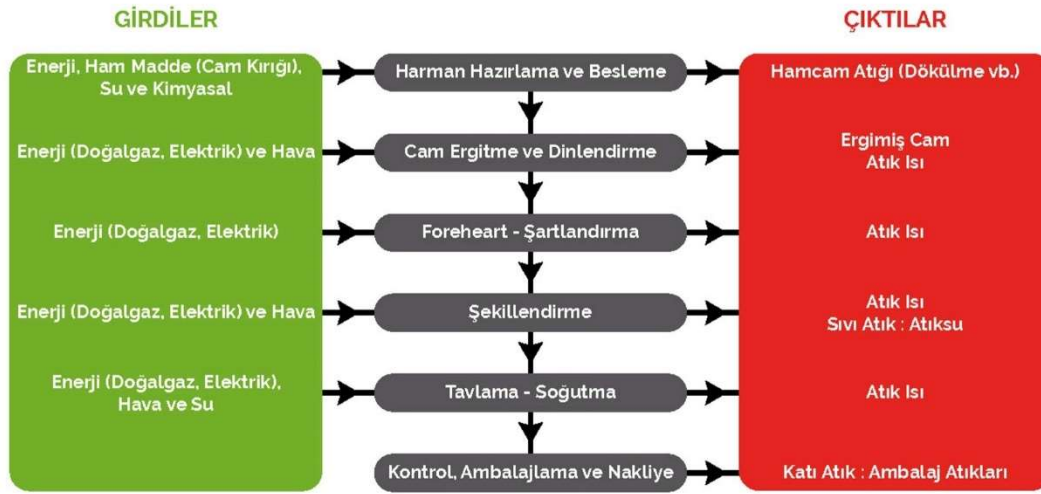 GİRDİLER
ÇIKTILAR
Enerji, Ham Madde (Cam Kırığı),
Su ve Kimyasal
Harman Hazırlama ve Besleme
Hamcam Atığı (Dökülme vb.)
Enerji (Doğalgaz, Elektrik) ve Hava
Cam Ergitme ve Dinlendirme
Ergimiş Cam
Atık Isı
Enerji (Doğalgaz, Elektrik)
Foreheart - Şartlandırma
Atık Isı
Enerji (Doğalgaz, Elektrik) ve Hava
Şekillendirme
Atık Isı
Sıvı Atık : Atıksu
Enerji (Doğalgaz, Elektrik),
Hava ve Su
Tavlama - Soğutma
Atık Isı
Kontrol, Ambalajlama ve Nakliye
Katı Atık : Ambalaj Atıkları